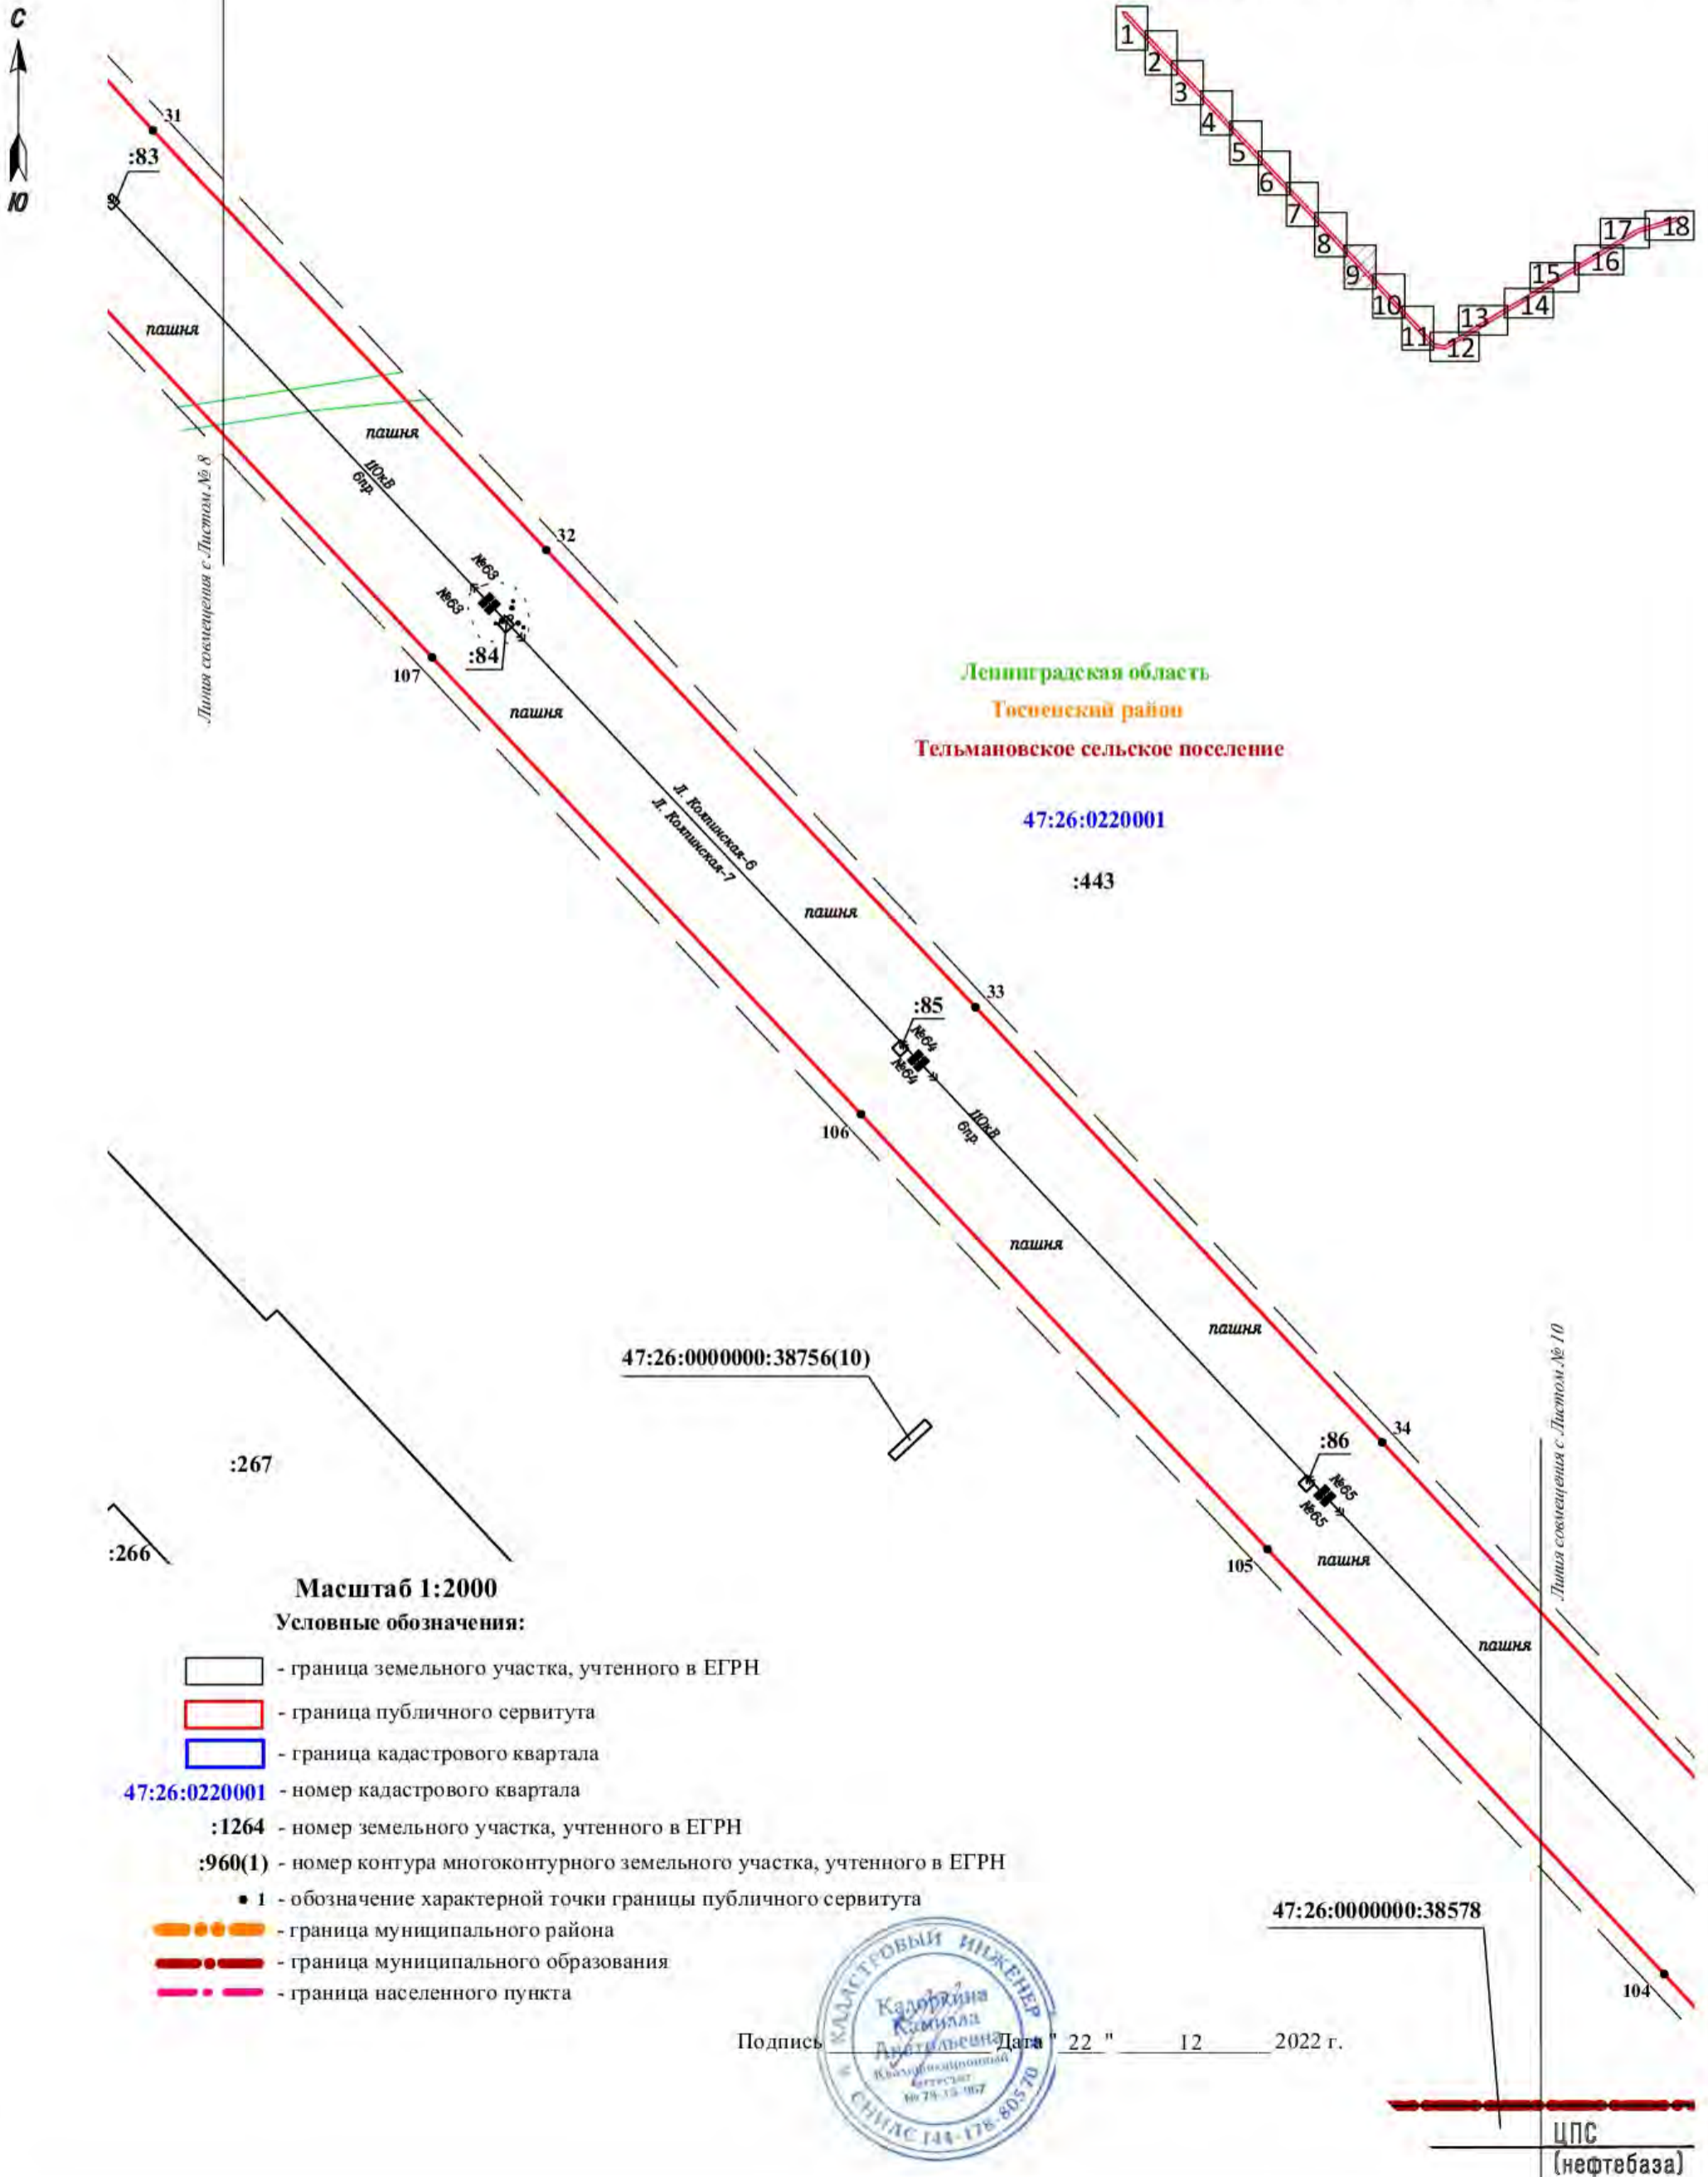 С
Ю
1
2
3
4
5
6
7
8
9
10
11
12
13
14
15
16
17
18
31
:83
пашня
пашня
110кВ
6пр.
Линия совмещения с Листом № 8
32
№63
№63
:84
107
пашня
Ленинградская область
Тосненский район
Тельмановское сельское поселение
47:26:0220001
:443
Л. Колпинская-6
Л. Колпинская-7
пашня
33
:85
№64
№64
106
110кВ
6пр.
пашня
пашня
47:26:0000000:38756(10)
Линия совмещения с Листом № 10
34
:86
№65
№65
:267
:266
105
пашня
пашня
Масштаб 1:2000
Условные обозначения:
- граница земельного участка, учтенного в ЕГРН
- граница публичного сервитута
- граница кадастрового квартала
47:26:0220001 - номер кадастрового квартала
:1264 - номер земельного участка, учтенного в ЕГРН
:960(1) - номер контура многоконтурного земельного участка, учтенного в ЕГРН
• 1 - обозначение характерной точки границы публичного сервитута
- граница муниципального района
- граница муниципального образования
- граница населенного пункта
47:26:0000000:38578
104
КАДАСТРОВЫЙ ИНЖЕНЕР
Камилла
Анатольевна
Квалификационный
аттестат
СНИЛС 144-178-805 70
Подпись Дата " 22 " 12 2022 г.
ЦПС
(нефтебаза)